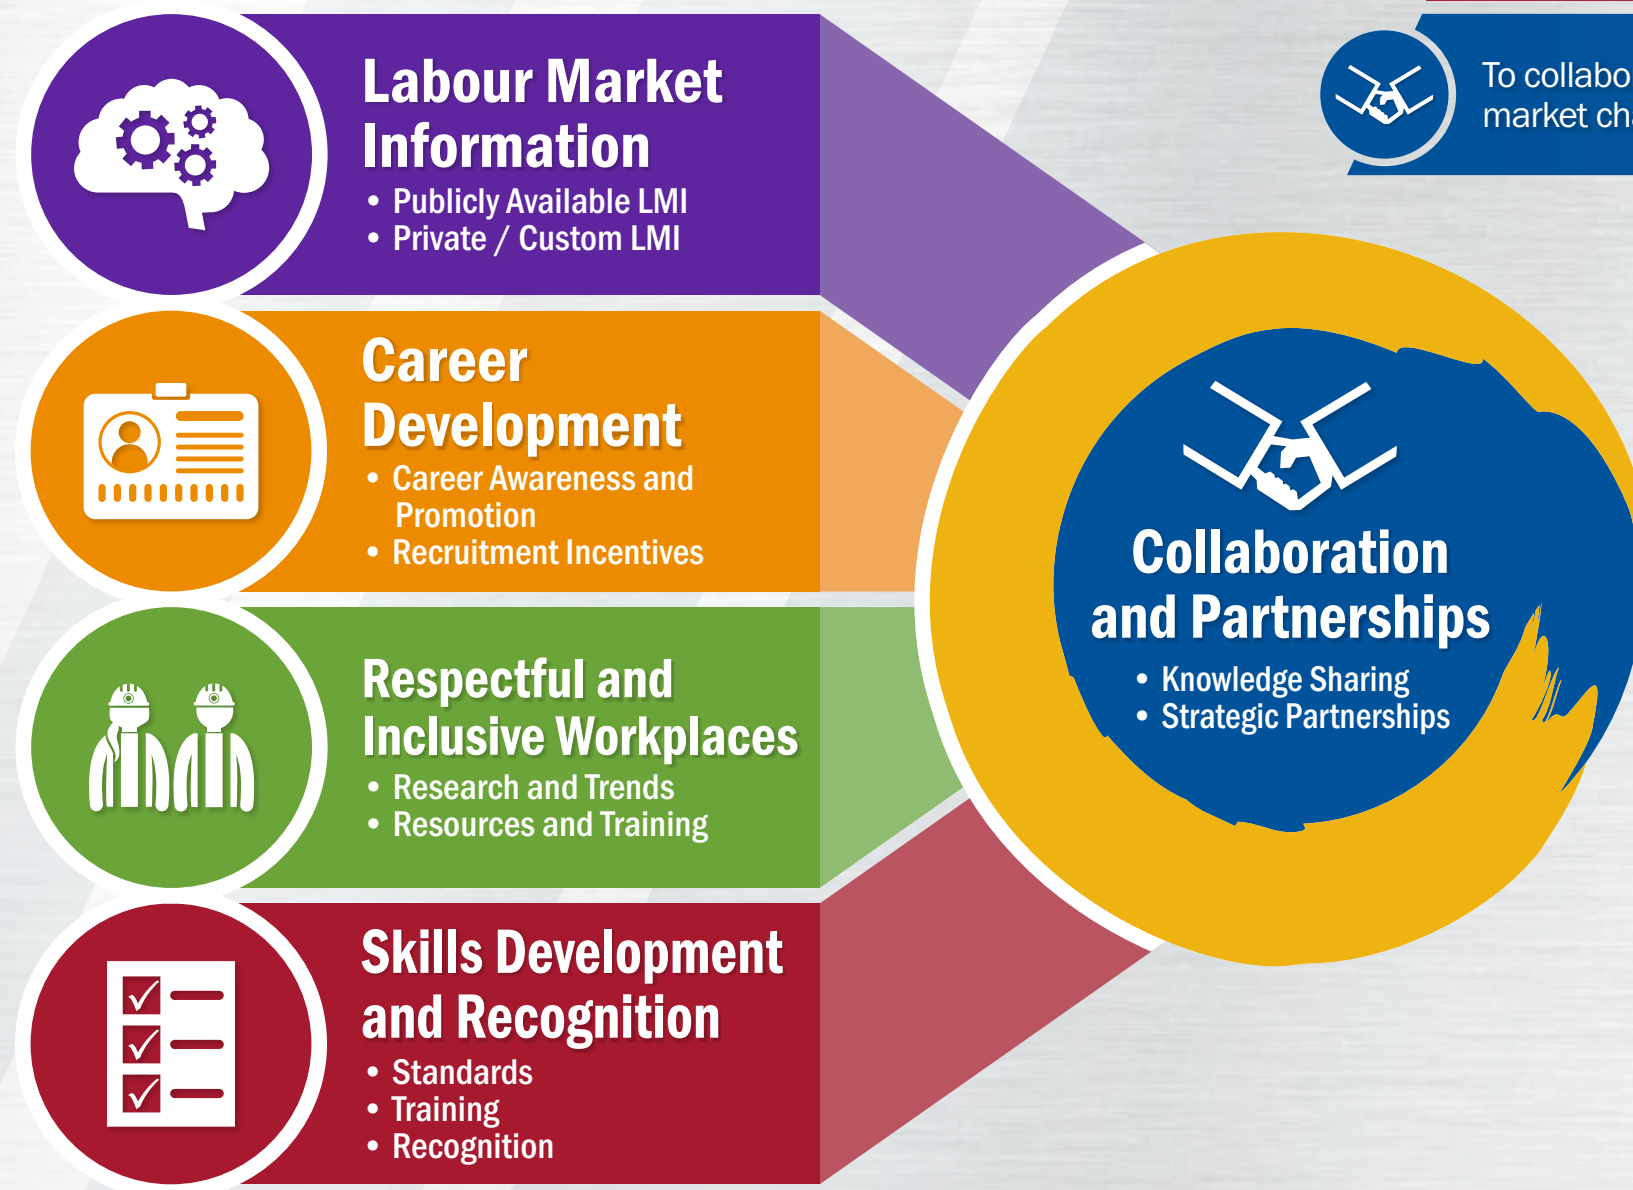 Labour Market
Information
• Publicly Available LMI
• Private / Custom LMI
Career
Development
• Career Awareness and
Promotion
• Recruitment Incentives
Respectful and
Inclusive Workplaces
• Research and Trends
• Resources and Training
Skills Development
and Recognition
• Standards
• Training
• Recognition
To
market
Collaboration
and Partnerships
• Knowledge Sharing
• Strategic Partnerships